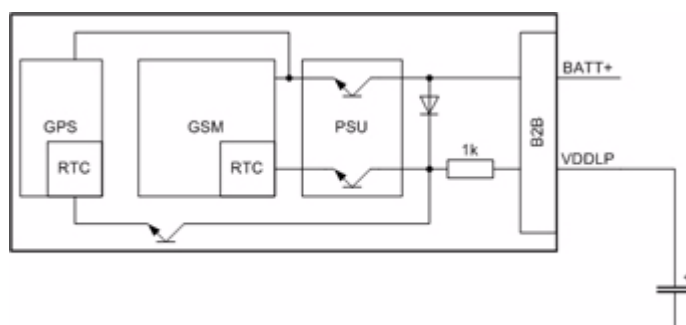 BATT+
GPS
GSM
PSU
B2B
1k
VDDLP
RTC
RTC